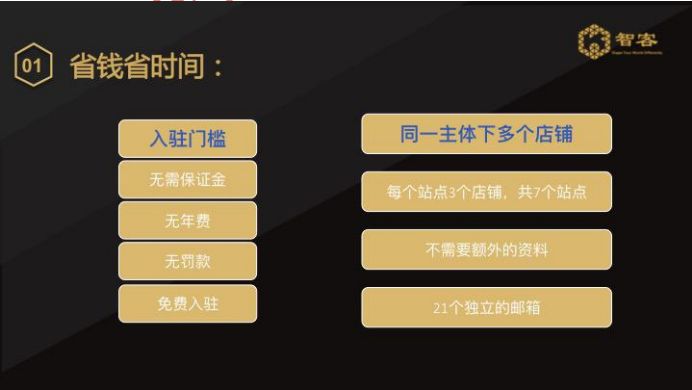 01
省钱省时间：
智客
入驻门槛
无需保证金
无年费
无罚款
免费入驻
同一主体下多个店铺
每个站点3个店铺，共7个站点
不需要额外的资料
21个独立的邮箱